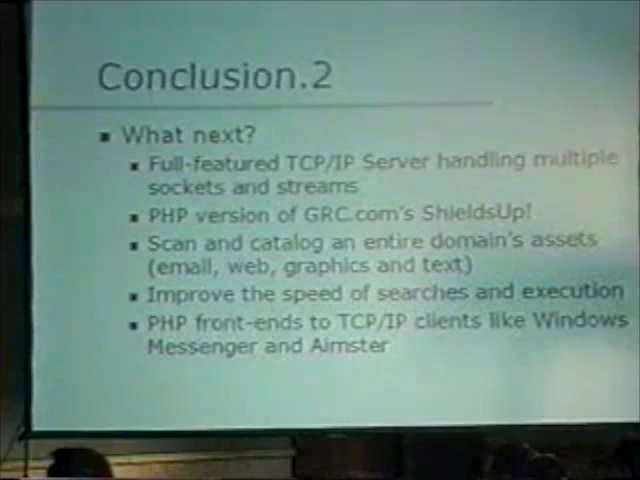 Conclusion.2
What next?
Full-featured TCP/IP Server handling multiple
sockets and streams
PHP version of GRC.com's ShieldsUp!
Scan and catalog an entire domain's assets
(email, web, graphics and text)
Improve the speed of searches and execution
PHP front-ends to TCP/IP clients like Windows
Messenger and Aimster